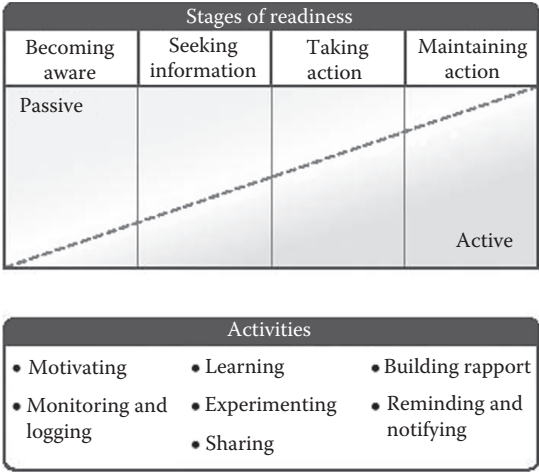 Stages of readiness
Becoming aware
Seeking information
Taking action
Maintaining action
Passive
Active
Activities
• Motivating
• Monitoring and
logging
• Learning
• Experimenting
• Sharing
• Building rapport
• Reminding and
notifying